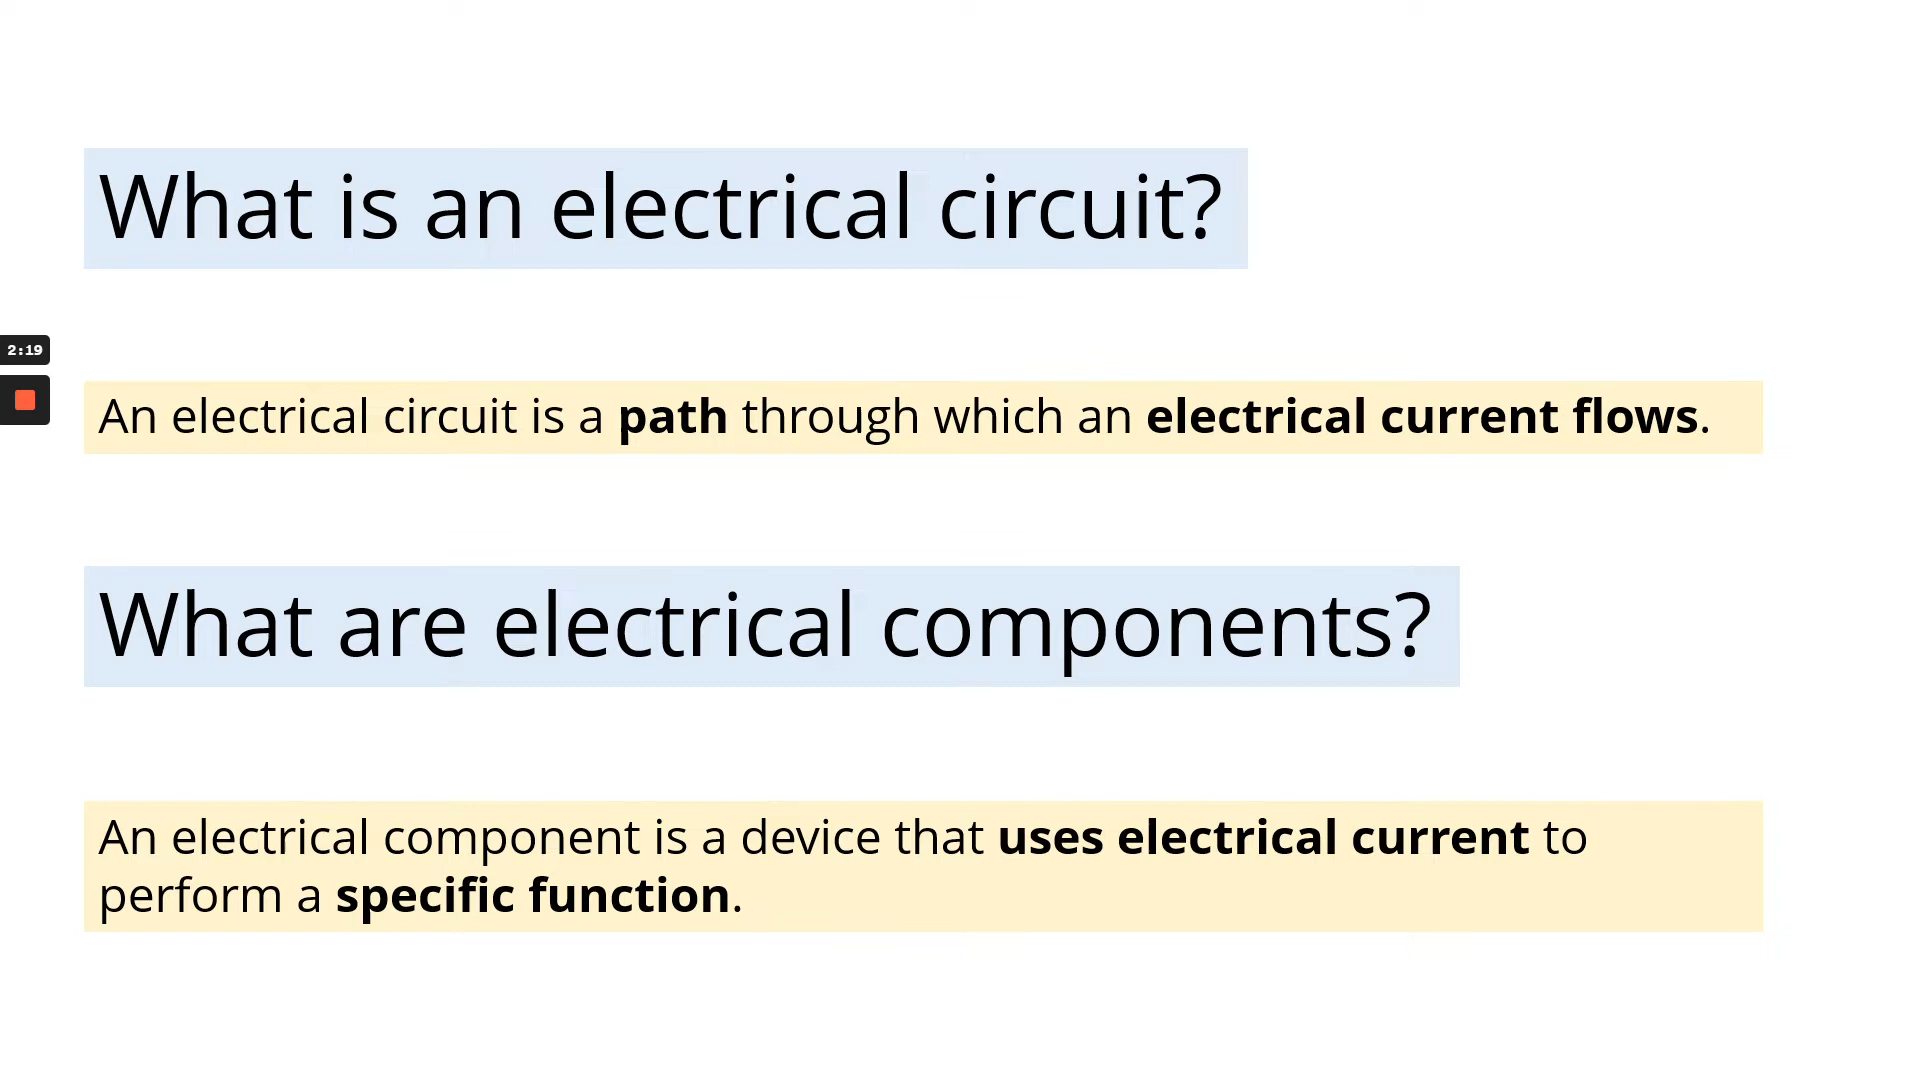 What is an electrical circuit?
2:19
An electrical circuit is a path through which an electrical current flows.
What are electrical components?
An electrical component is a device that uses electrical current to
perform a specific function.